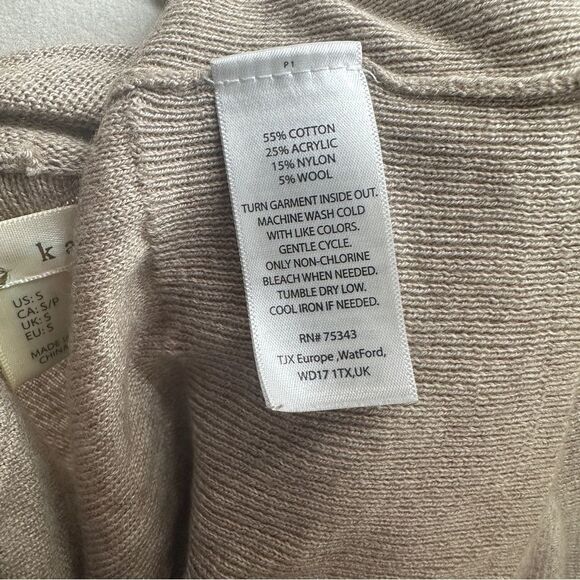 P1
55% COTTON
25% ACRYLIC
15% NYLON
5% WOOL
TURN GARMENT INSIDE OUT.
MACHINE WASH COLD
WITH LIKE COLORS.
GENTLE CYCLE.
ONLY NON-CHLORINE
BLEACH WHEN NEEDED.
TUMBLE DRY LOW.
COOL IRON IF NEEDED.
RN# 75343
TJX Europe ,WatFord,
WD17 1TX,UK
US: S
CA: S/P
UK: S
EU: S
MADE
CHINA